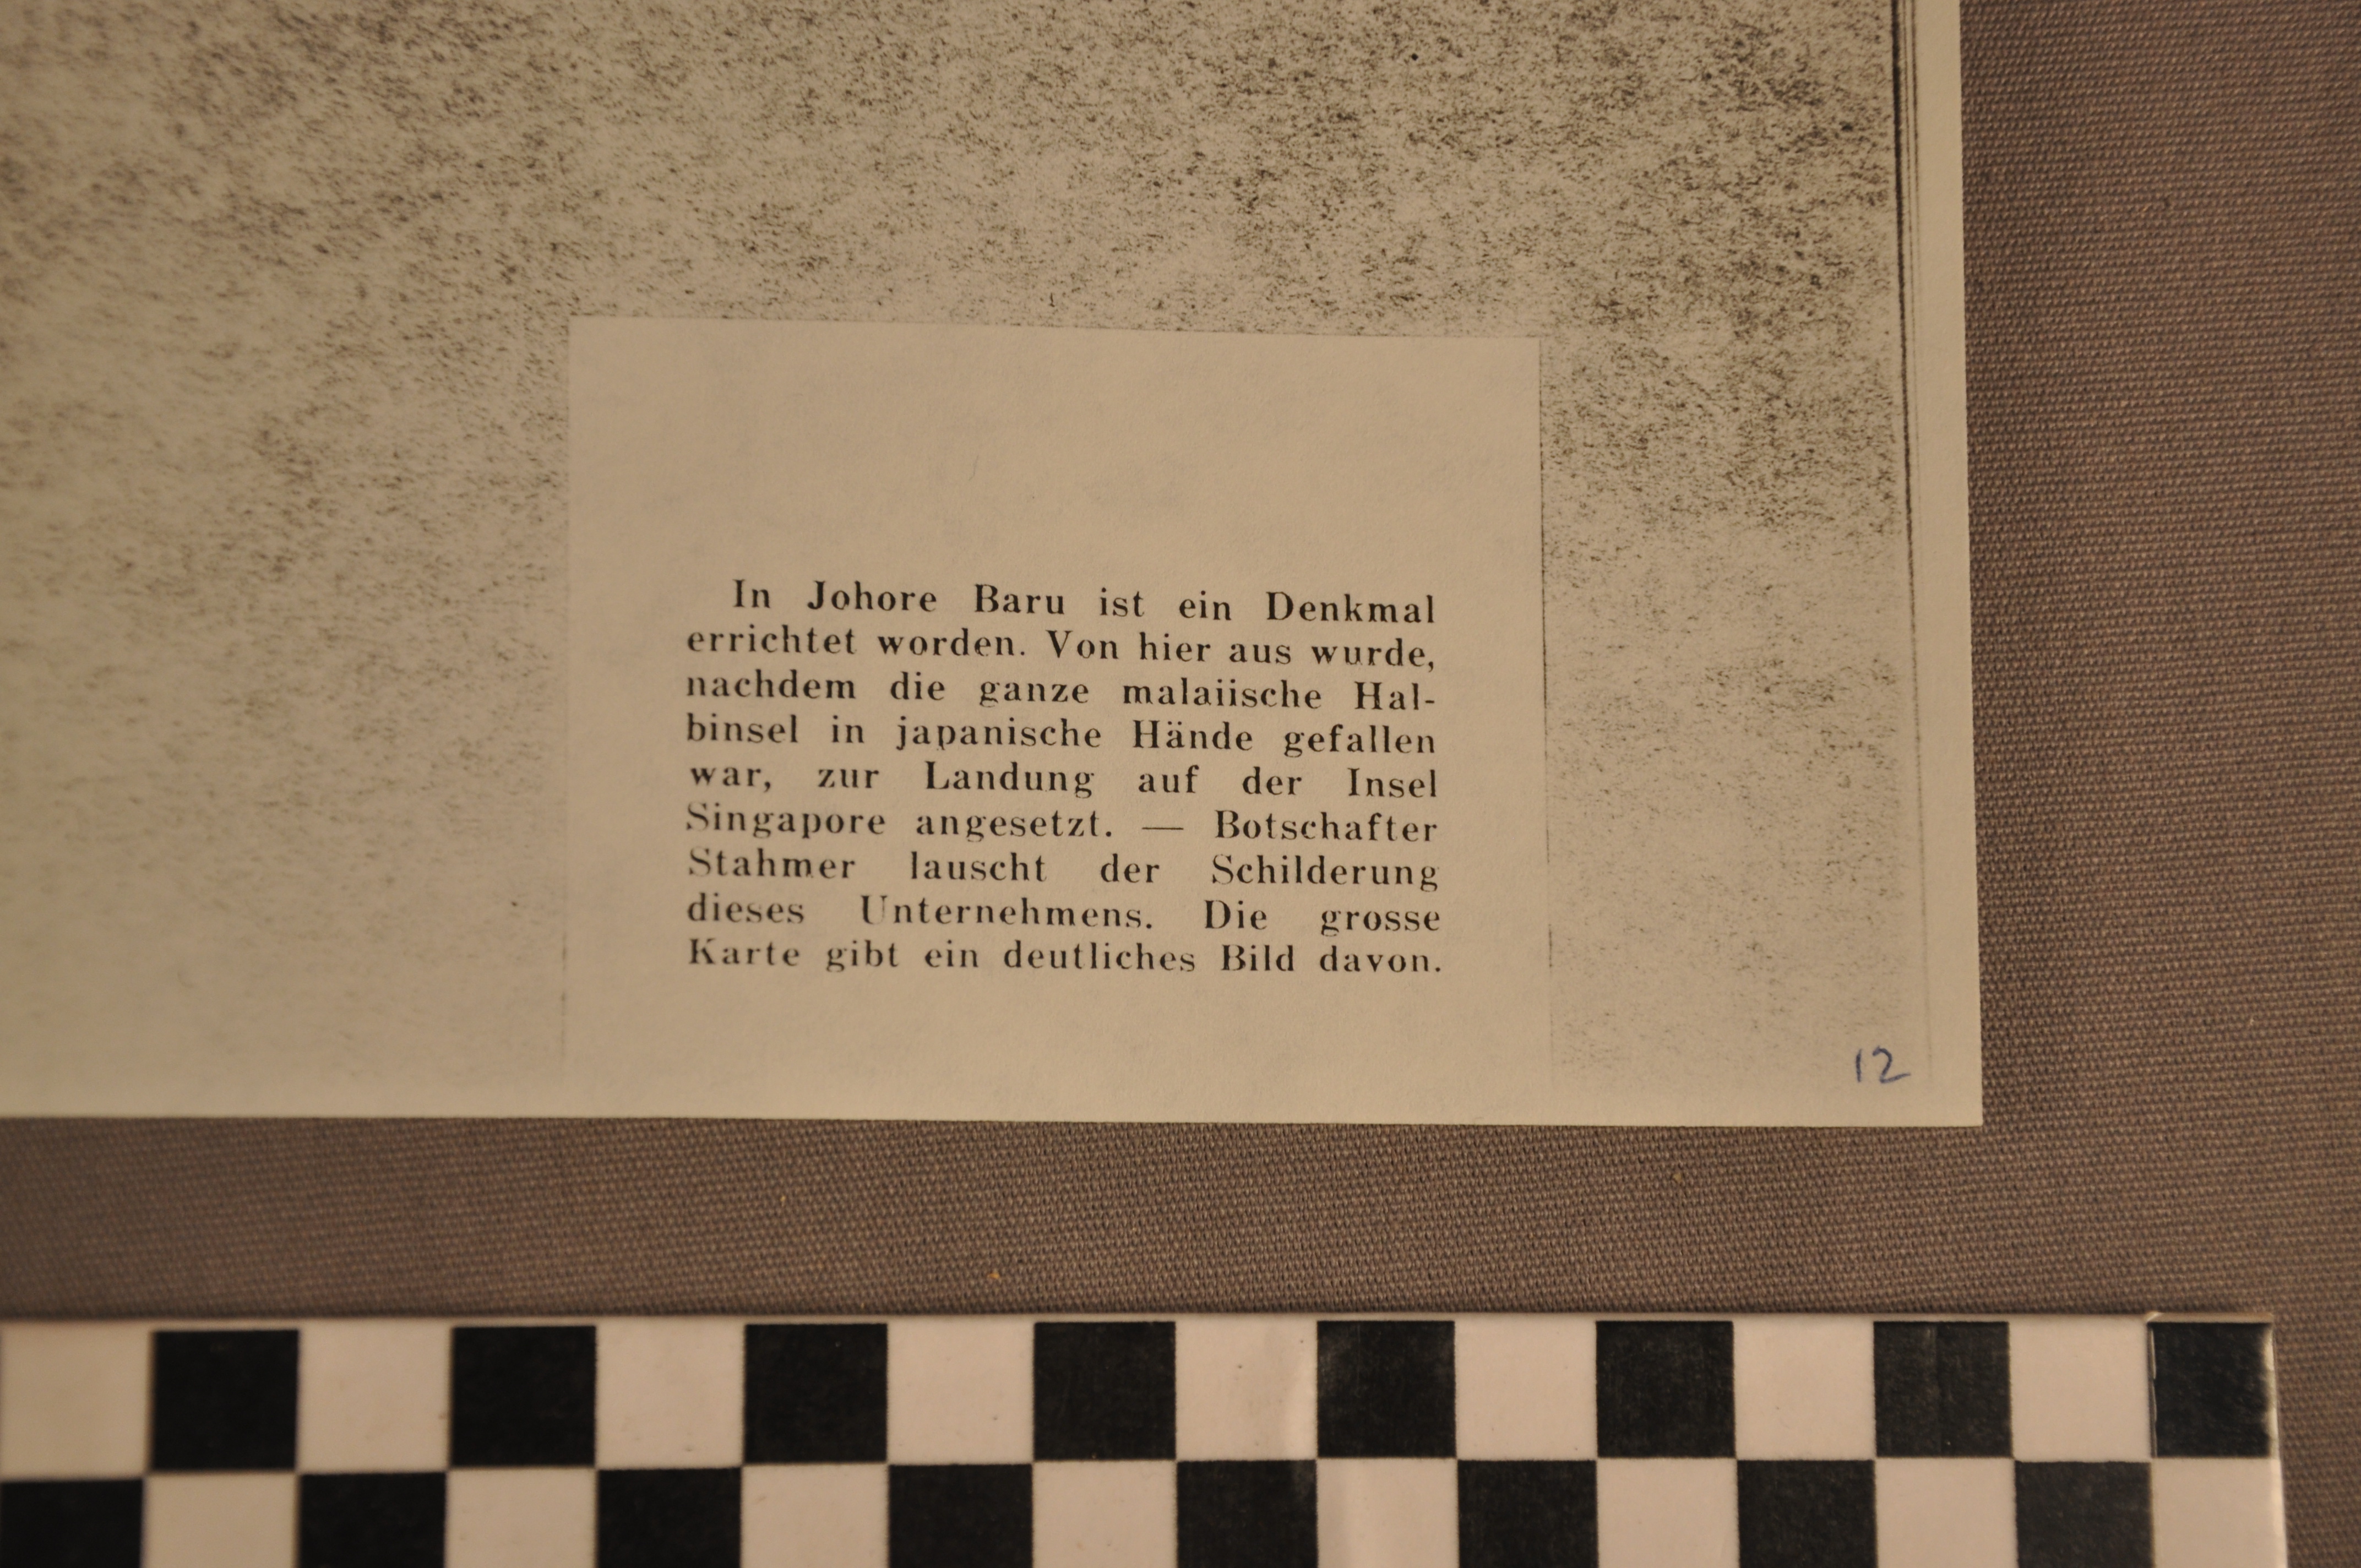 In Johore Baru ist ein Denkmal
errichtet worden. Von hier aus wurde,
nachdem die ganze malaiische Hal-
binsel in japanische Hände gefallen
war, zur Landung auf der Insel
Singapore angesetzt. — Botschafter
Stahmer lauscht der Schilderung
dieses Unternehmens. Die grosse
Karte gibt ein deutliches Bild davon.
12